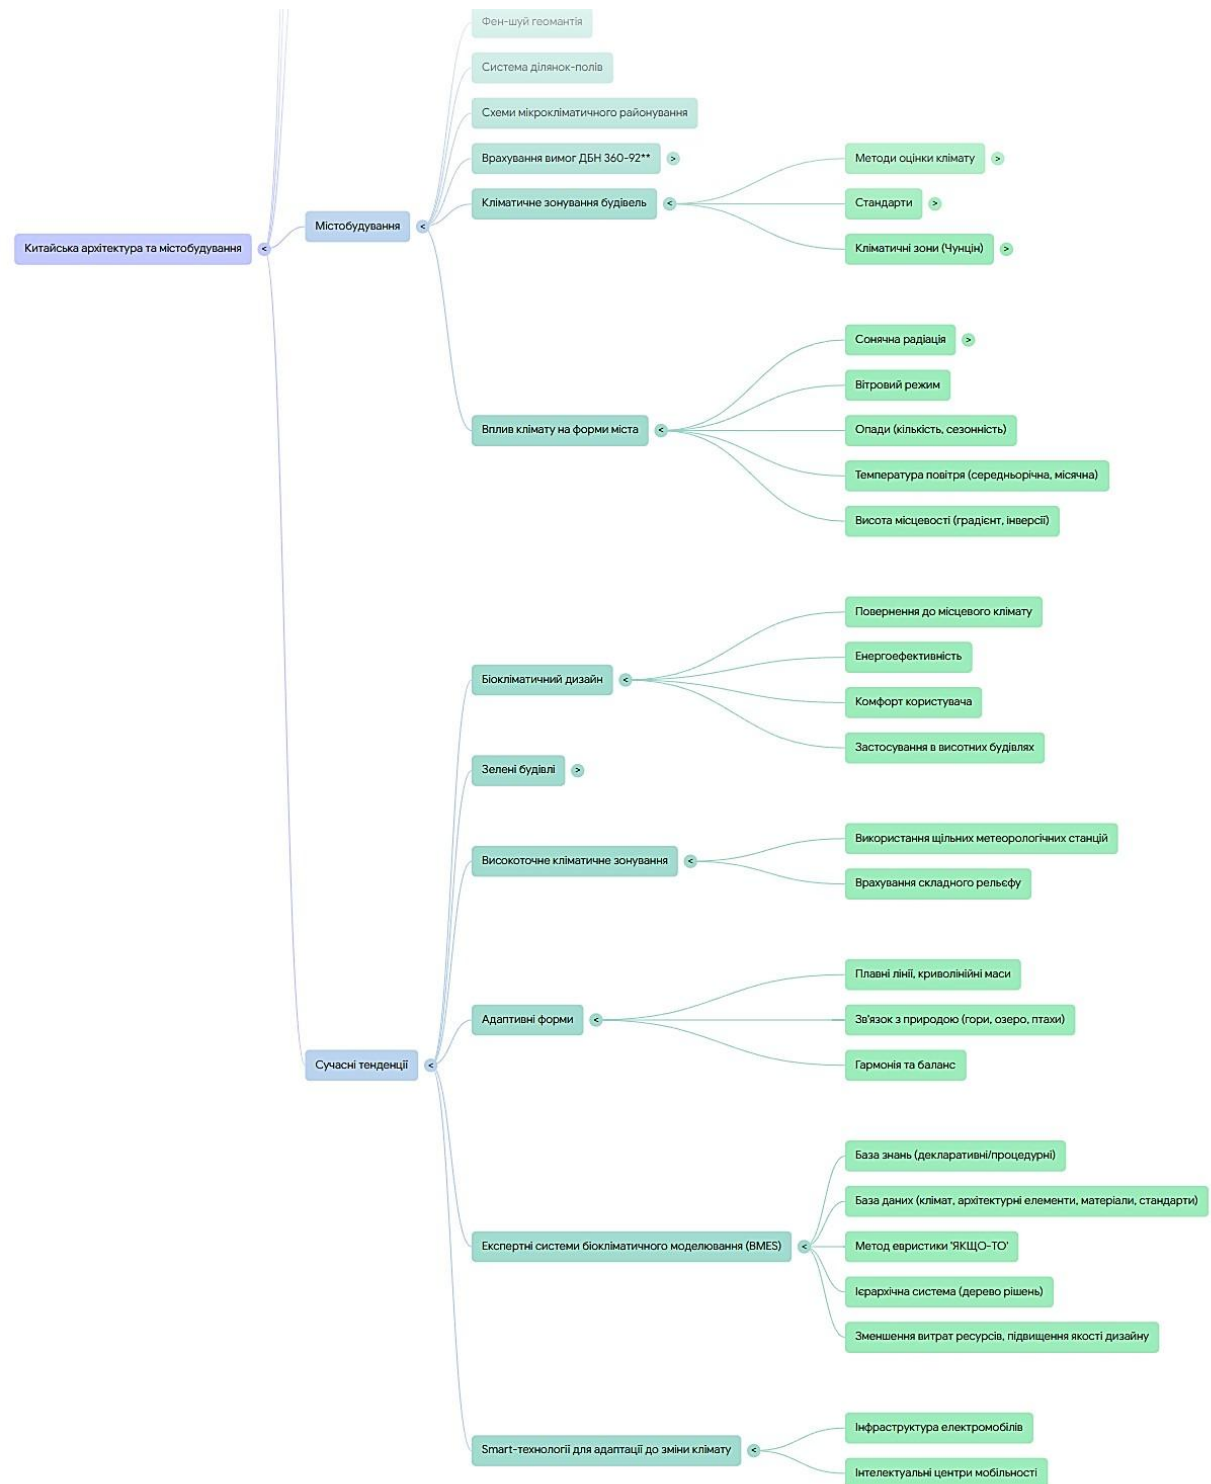 Фен-шуй геомантія
Система ділянок-полів
Схеми мікрокліматичного районування
Врахування вимог ДБН 360-92** >
Методи оцінки клімату >
Кліматичне зонування будівель <
Стандарти >
Містобудування <
Китайська архітектура та містобудування <
Кліматичні зони (Чунцін) >
Сонячна радіація >
Вітровий режим
Вплив клімату на форми міста <
Опади (кількість, сезонність)
Температура повітря (середньорічна, місячна)
Висота місцевості (градієнт, інверсії)
Повернення до місцевого клімату
Енергоефективність
Біокліматичний дизайн <
Комфорт користувача
Застосування в висотних будівлях
Зелені будівлі >
Використання щільних метеорологічних станцій
Високоточне кліматичне зонування <
Врахування складного рельєфу
Плавні лінії, криволінійні маси
Адаптивні форми <
Зв'язок з природою (гори, озеро, птахи)
Сучасні тенденції <
Гармонія та баланс
База знань (декларативні/процедурні)
База даних (клімат, архітектурні елементи, матеріали, стандарти)
Експертні системи біокліматичного моделювання (BMES) <
Метод евристики 'ЯКЩО-ТО'
Ієрархічна система (дерево рішень)
Зменшення витрат ресурсів, підвищення якості дизайну
Інфраструктура електромобілів
Smart-технології для адаптації до зміни клімату <
Інтелектуальні центри мобільності